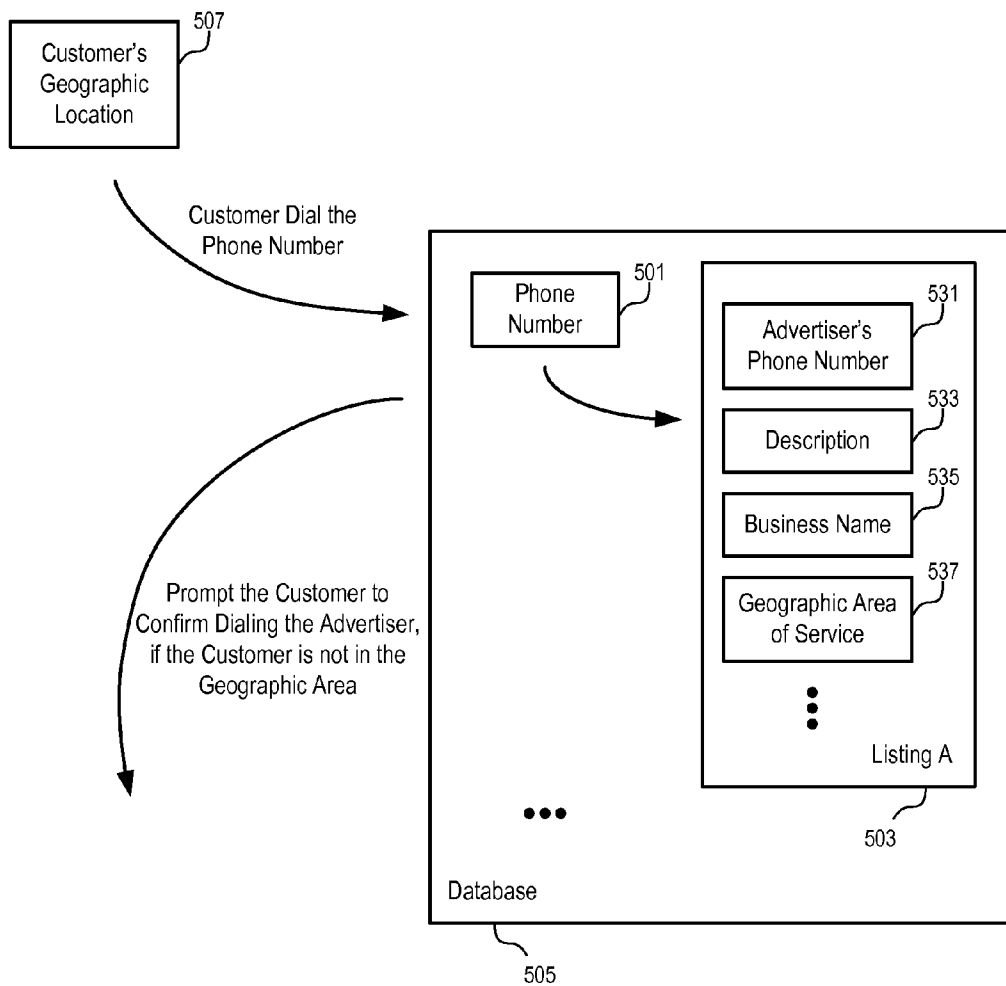 507
Customer's
Geographic
Location
Customer Dial the
Phone Number
Phone
Number
501
Advertiser's
Phone Number
531
Description
533
Business Name
535
Geographic Area
of Service
537
Prompt the Customer to
Confirm Dialing the Advertiser,
if the Customer is not in the
Geographic Area
Listing A
503
Database
505